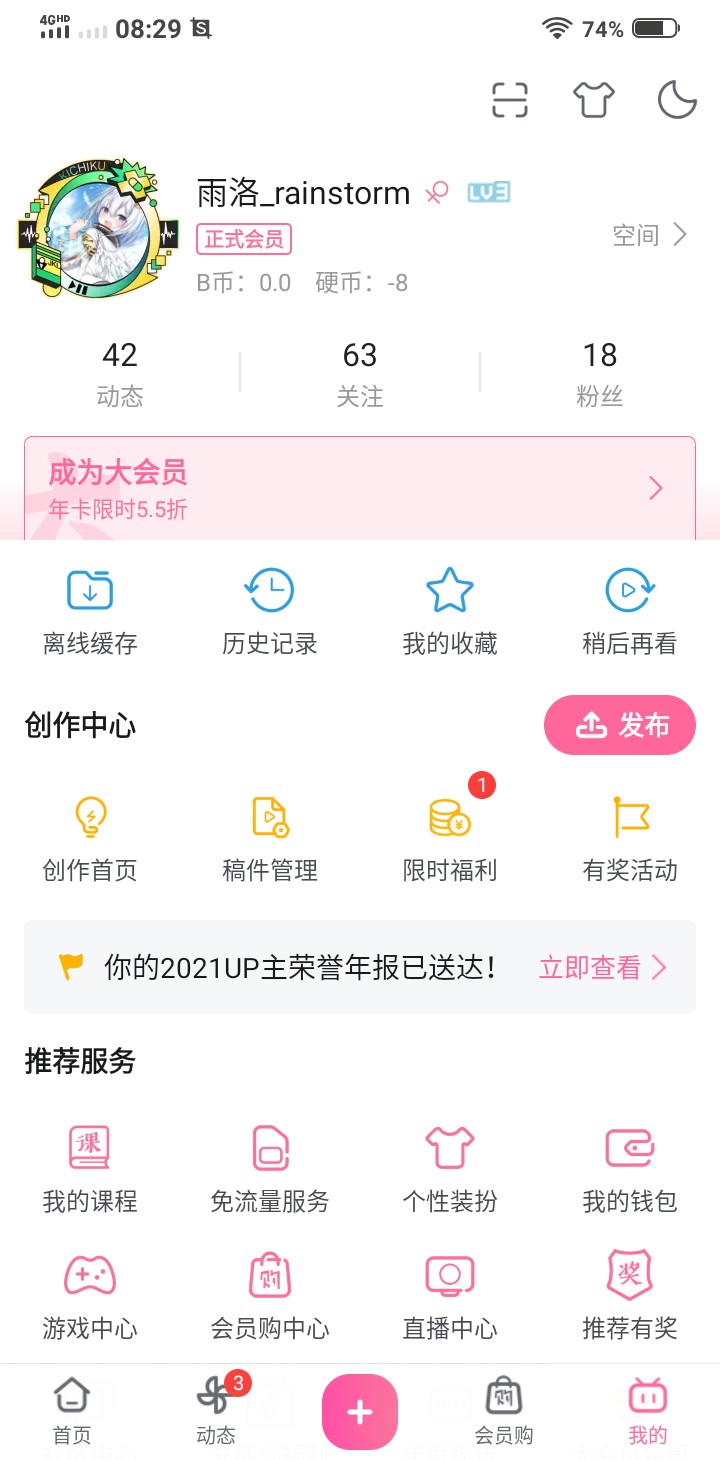 4GHD 08:29 74%
KICHIKU
雨洛_rainstorm LV3
正式会员
空间
B币：0.0 硬币：-8
42 63 18
动态 关注 粉丝
成为大会员
年卡限时5.5折
离线缓存 历史记录 我的收藏 稍后再看
创作中心 发布
1
创作首页 稿件管理 限时福利 有奖活动
你的2021UP主荣誉年报已送达！ 立即查看
推荐服务
课
我的课程 免流量服务 个性装扮 我的钱包
购 奖
游戏中心 会员购中心 直播中心 推荐有奖
3 购
首页 动态 会员购 我的